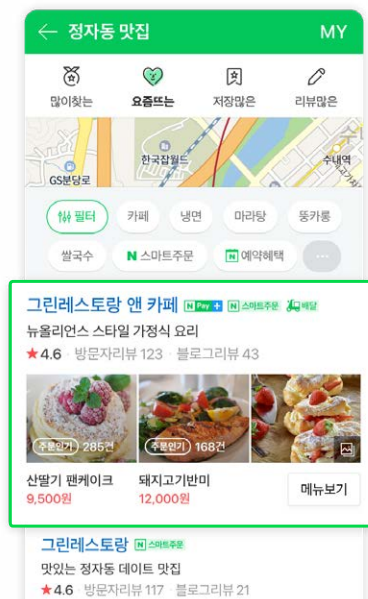 ← 정자동 맛집 MY
많이찾는 요즘뜨는 저장많은 리뷰많은
한국잡월드
수내역
GS분당로
필터 카페 냉면 마라탕 뚱카롱
쌀국수 N 스마트주문 N 예약혜택 ···
그린레스토랑 앤 카페 N Pay + N 스마트주문 배달
뉴올리언스 스타일 가정식 요리
★4.6 · 방문자리뷰 123 · 블로그리뷰 43
주문인기 285건 주문인기 168건
산딸기 팬케이크 돼지고기반미 메뉴보기
9,500원 12,000원
그린레스토랑 N 스마트주문
맛있는 정자동 데이트 맛집
★4.6 방문자리뷰 117 · 블로그리뷰 21